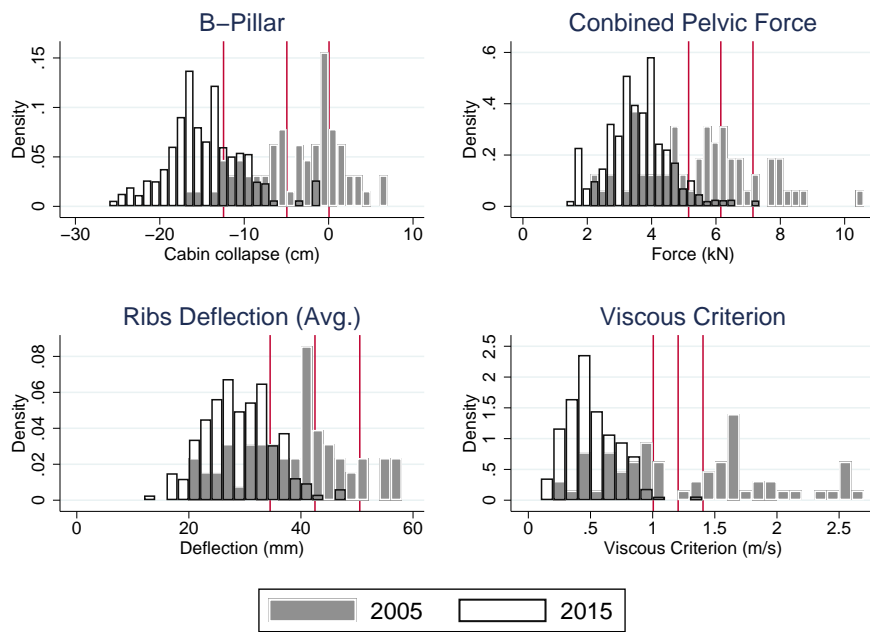 B−Pillar
Density
0 .05 .1 .15
−30 −20 −10 0 10
Cabin collapse (cm)
Conbined Pelvic Force
Density
0 .2 .4 .6
0 2 4 6 8 10
Force (kN)
Ribs Deflection (Avg.)
Density
0 .02 .04 .06 .08
0 20 40 60
Deflection (mm)
Viscous Criterion
Density
0 .5 1 1.5 2 2.5
0 .5 1 1.5 2 2.5
Viscous Criterion (m/s)
2005 2015